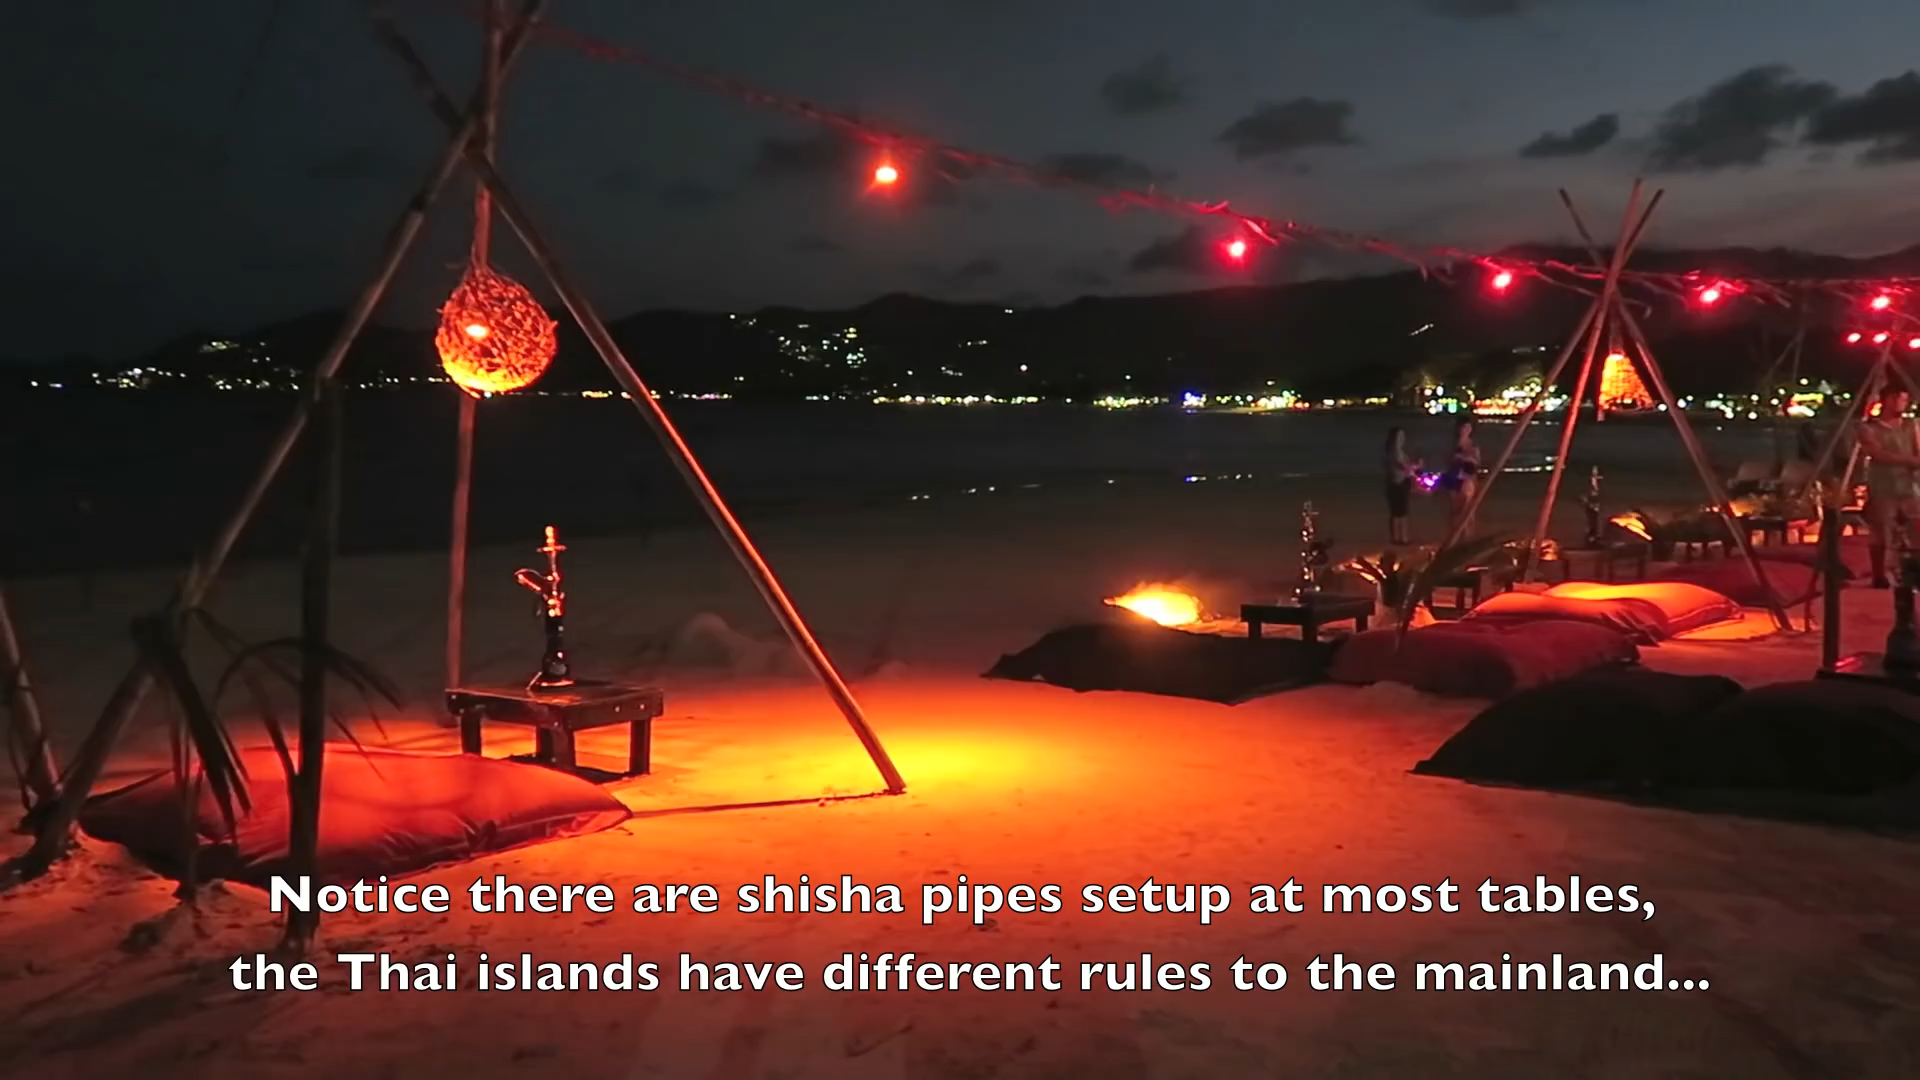 Notice there are shisha pipes setup at most tables,
the Thai islands have different rules to the mainland...